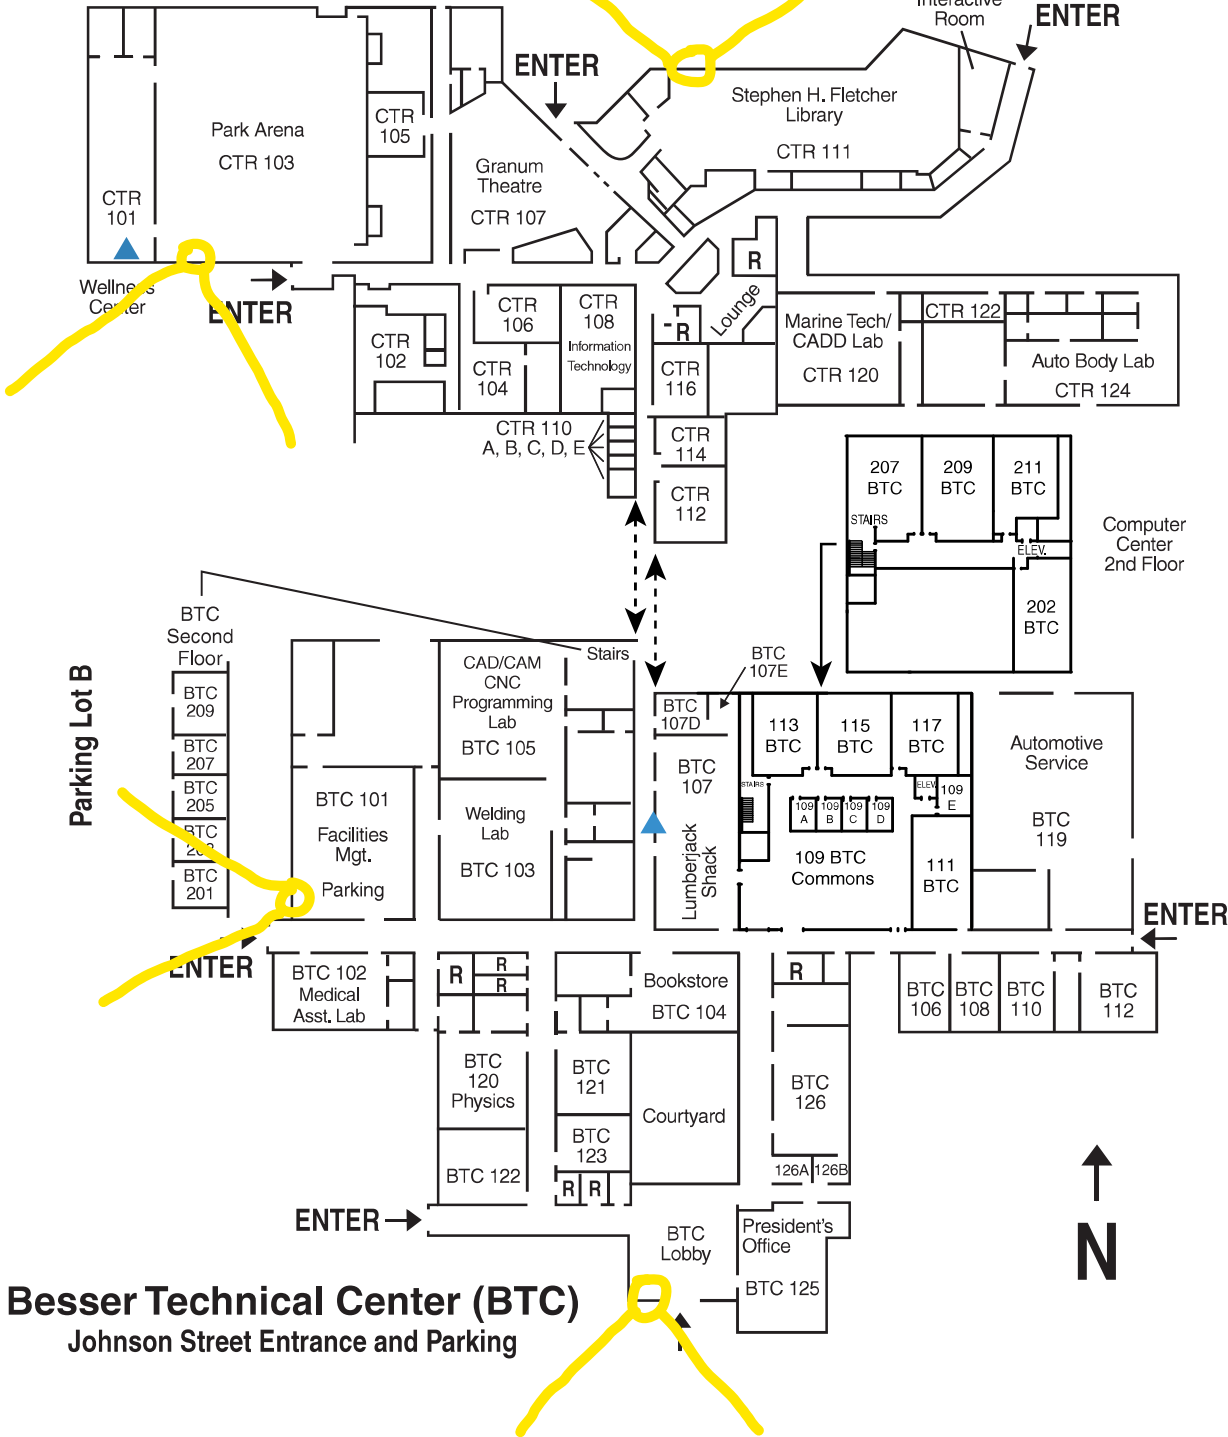 Interactive
Room
ENTER
ENTER
Stephen H. Fletcher
Library
CTR 111
Park Arena
CTR 103
CTR
105
Granum
Theatre
CTR 107
CTR
101
Wellness
Center
ENTER
R
Lounge
R
CTR
106
CTR
108
Information
Technology
CTR
102
CTR
104
CTR
116
Marine Tech/
CADD Lab
CTR 120
CTR 122
Auto Body Lab
CTR 124
CTR 110
A, B, C, D, E
CTR
114
CTR
112
207
BTC
209
BTC
211
BTC
STAIRS
ELEV.
202
BTC
Computer
Center
2nd Floor
BTC
Second
Floor
Stairs
BTC
107E
Parking Lot B
BTC
209
BTC
207
BTC
205
BTC
203
BTC
201
CAD/CAM
CNC
Programming
Lab
BTC 105
BTC
107D
BTC
107
Lumberjack
Shack
113
BTC
115
BTC
117
BTC
STAIRS
ELEV.
109
E
109
A
109
B
109
C
109
D
109 BTC
Commons
111
BTC
Automotive
Service
BTC
119
BTC 101
Facilities
Mgt.
Parking
Welding
Lab
BTC 103
ENTER
ENTER
BTC 102
Medical
Asst. Lab
R
R
R
Bookstore
BTC 104
R
BTC
106
BTC
108
BTC
110
BTC
112
BTC
120
Physics
BTC
121
Courtyard
BTC
126
BTC 122
BTC
123
R
R
126A
126B
ENTER
BTC
Lobby
President's
Office
BTC 125
N
Besser Technical Center (BTC)
Johnson Street Entrance and Parking